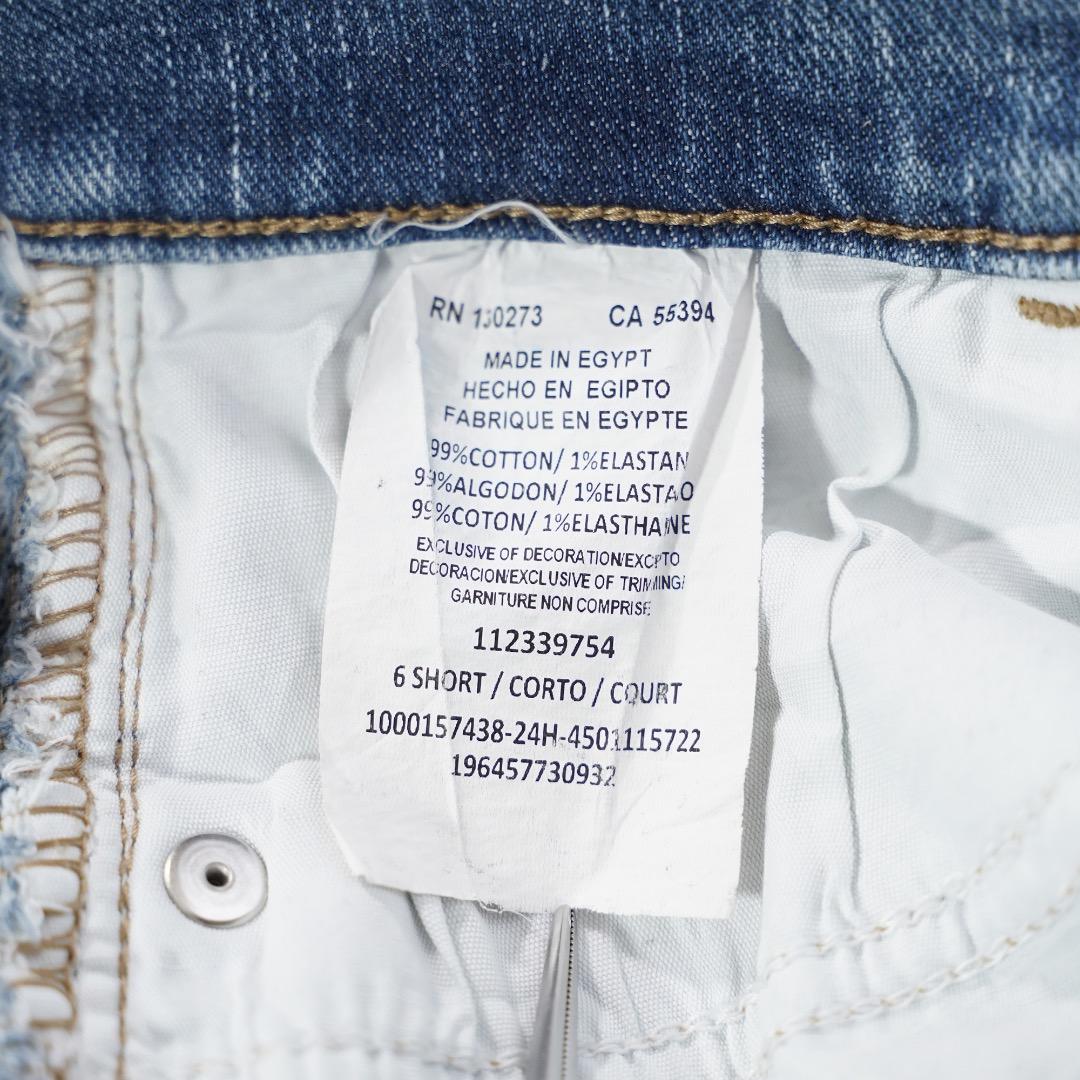 RN 130273 CA 55394
MADE IN EGYPT
HECHO EN EGIPTO
FABRIQUE EN EGYPTE
99%COTTON/ 1%ELASTAN
99%ALGODON/ 1%ELASTAO
99%COTON/ 1%ELASTHAINE
EXCLUSIVE OF DECORATION/EXCEPTO
DECORACION/EXCLUSIVE OF TRIMMING/
GARNITURE NON COMPRISE
112339754
6 SHORT / CORTO / COURT
1000157438-24H-4501115722
196457730932